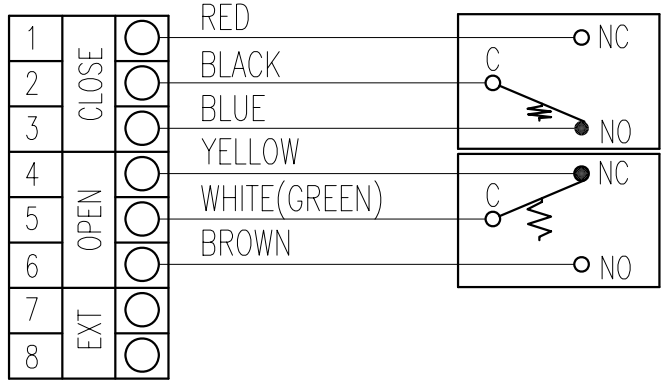 RED
1
NC
BLACK
C
2
CLOSE
BLUE
3
NO
YELLOW
4
NC
WHITE(GREEN)
C
5
OPEN
BROWN
6
NO
7
EXT
8